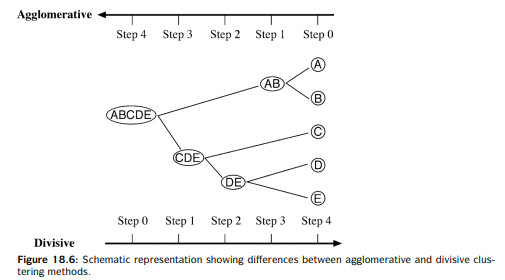 Agglomerative
Step 4 Step 3 Step 2 Step 1 Step 0
A
AB
B
ABCDE
C
CDE
D
DE
E
Step 0 Step 1 Step 2 Step 3 Step 4
Divisive
Figure 18.6: Schematic representation showing differences between agglomerative and divisive clus-
tering methods.